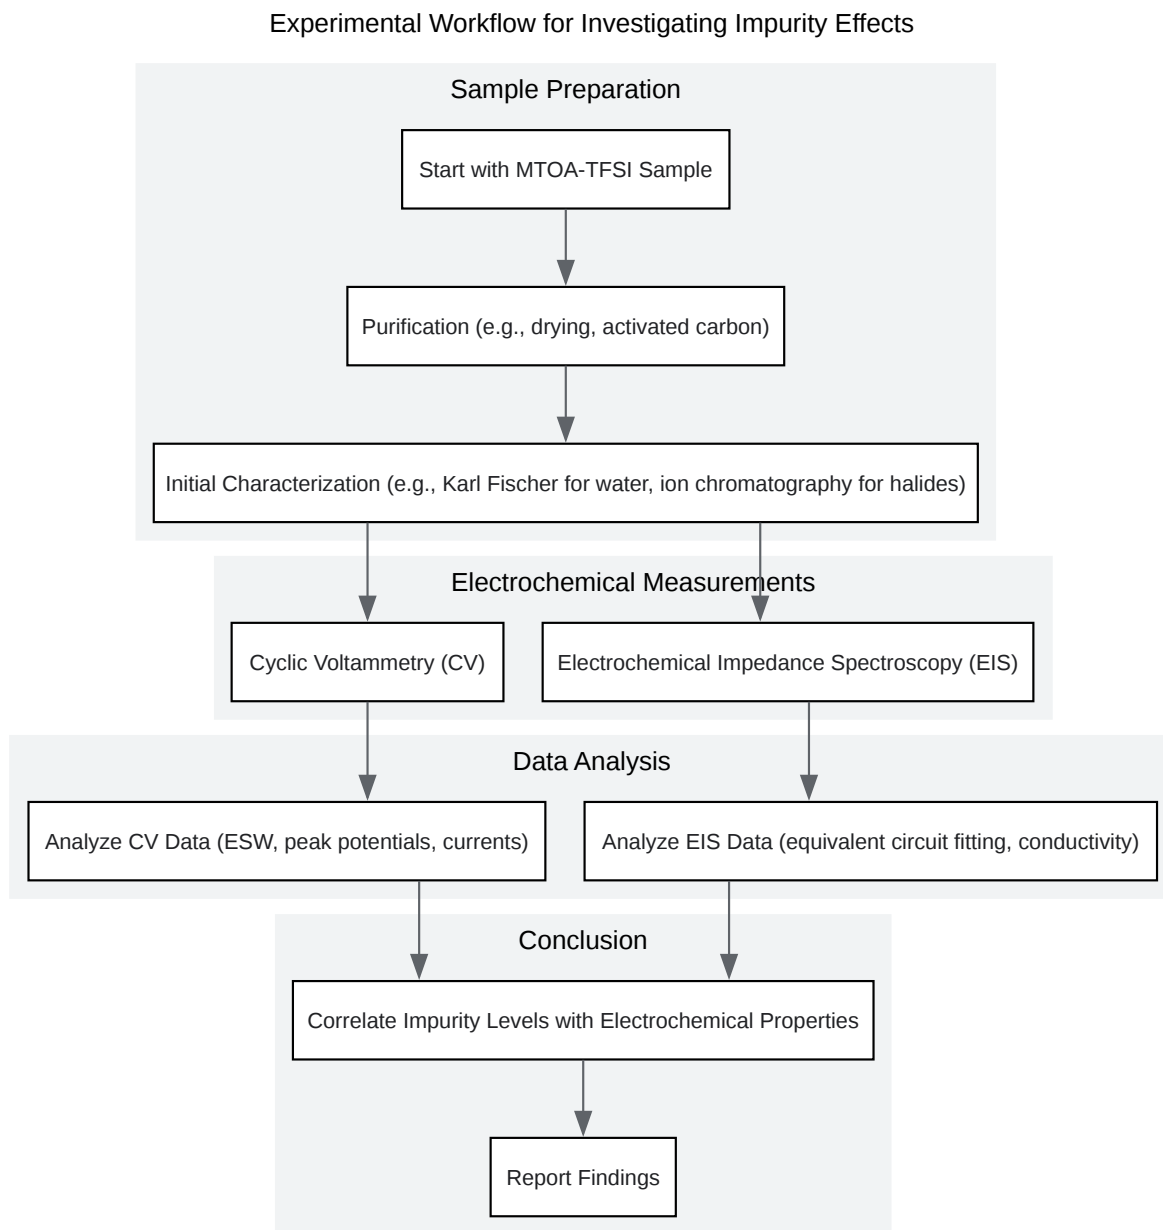 Experimental Workflow for Investigating Impurity Effects
Sample Preparation
Start with MTOA-TFSI Sample
Purification (e.g., drying, activated carbon)
Initial Characterization (e.g., Karl Fischer for water, ion chromatography for halides)
Electrochemical Measurements
Cyclic Voltammetry (CV)
Electrochemical Impedance Spectroscopy (EIS)
Data Analysis
Analyze CV Data (ESW, peak potentials, currents)
Analyze EIS Data (equivalent circuit fitting, conductivity)
Conclusion
Correlate Impurity Levels with Electrochemical Properties
Report Findings